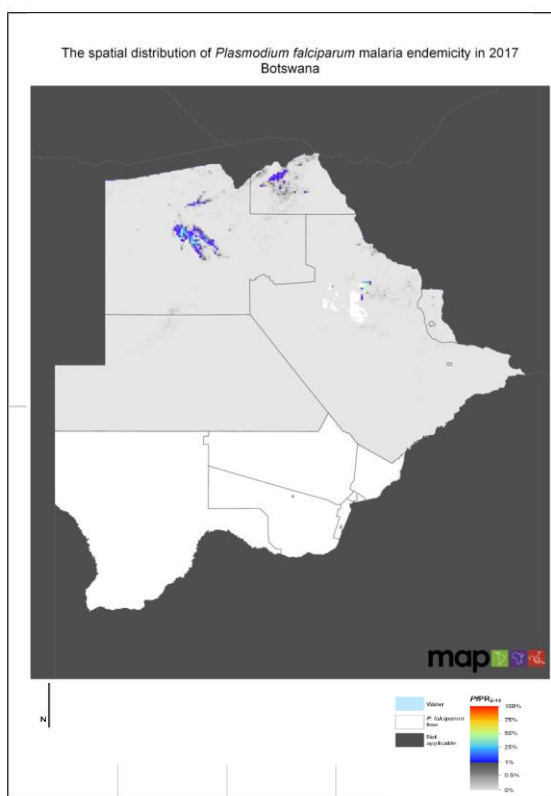 The spatial distribution of Plasmodium falciparum malaria endemicity in 2017
Botswana
map
N
Water
P. falciparum
free
Not
applicable
PfPR2-10
100%
75%
50%
25%
1%
0.5%
0%